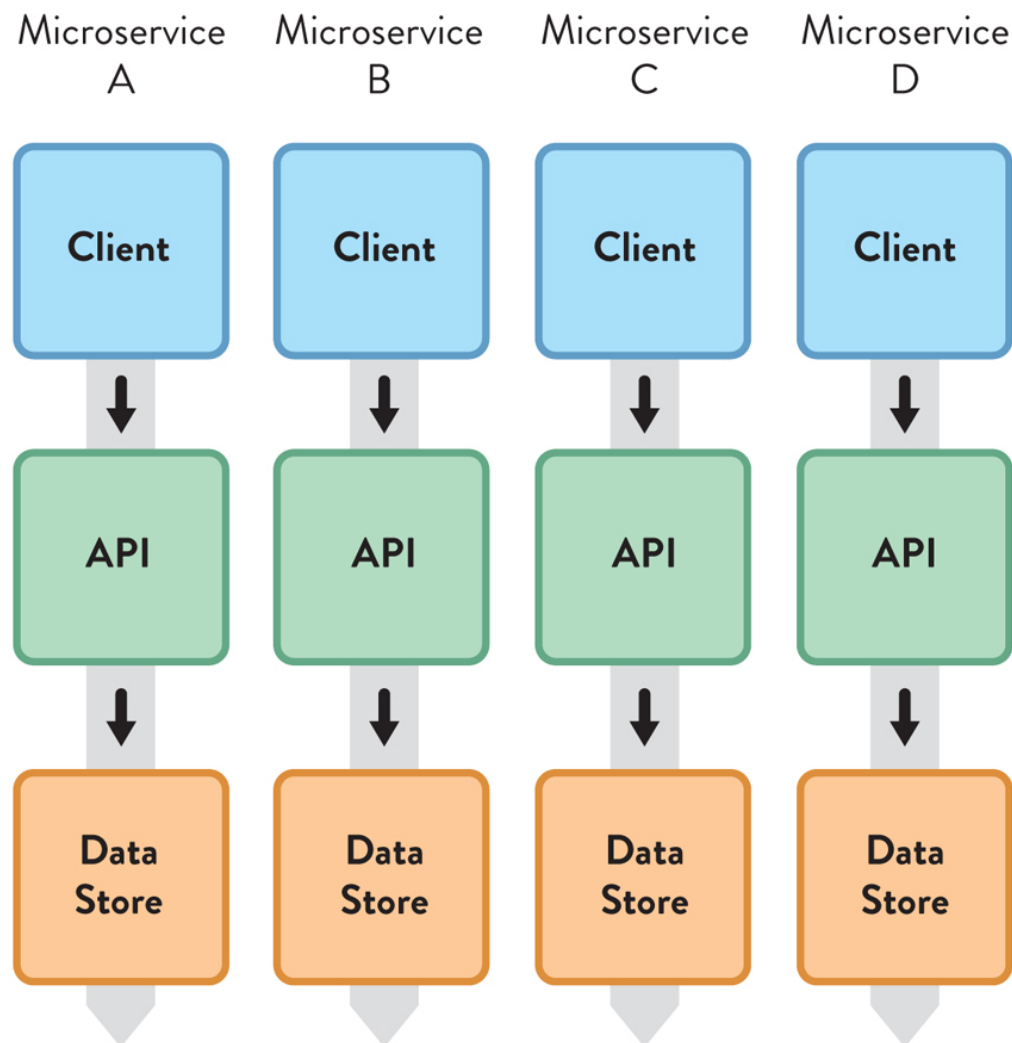 Microservice
A
Microservice
B
Microservice
C
Microservice
D
Client
Client
Client
Client
API
API
API
API
Data
Store
Data
Store
Data
Store
Data
Store